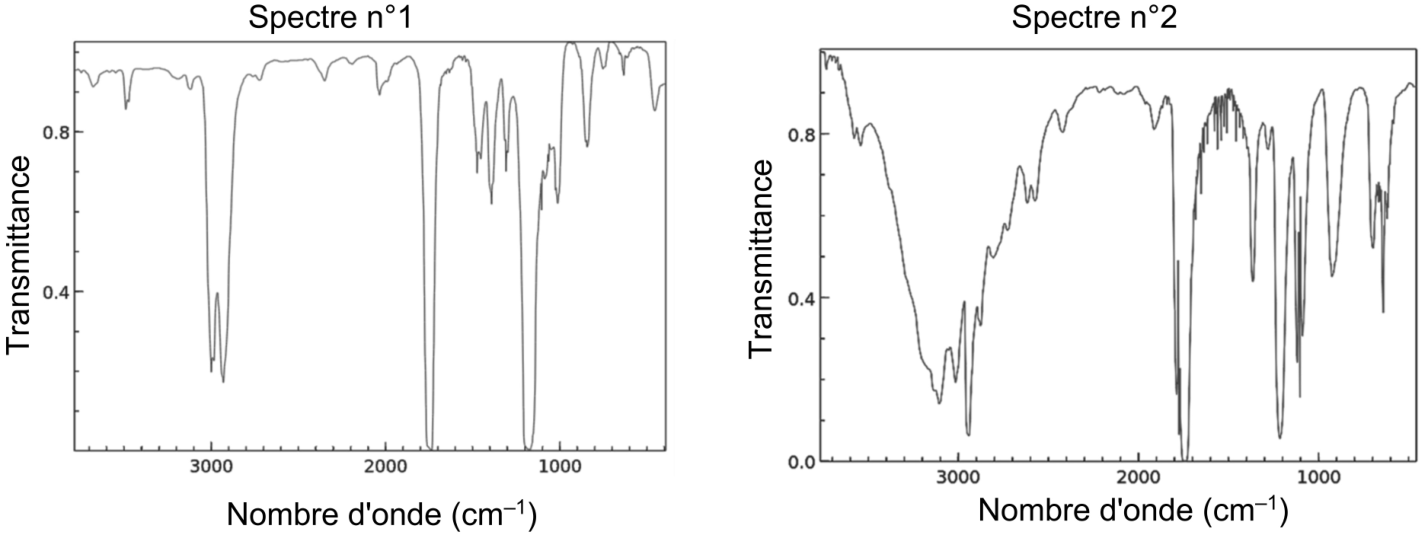 Spectre n°1
0.8
0.4
Transmittance
3000 2000 1000
Nombre d'onde (cm⁻¹)
Spectre n°2
0.8
0.4
0.0
Transmittance
3000 2000 1000
Nombre d'onde (cm⁻¹)